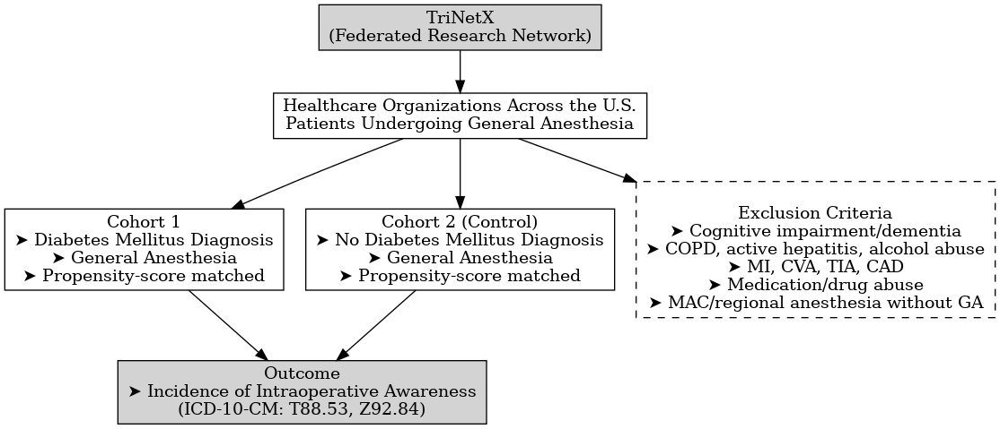 TriNetX
(Federated Research Network)
Healthcare Organizations Across the U.S.
Patients Undergoing General Anesthesia
Cohort 1
➤ Diabetes Mellitus Diagnosis
➤ General Anesthesia
➤ Propensity-score matched
Cohort 2 (Control)
➤ No Diabetes Mellitus Diagnosis
➤ General Anesthesia
➤ Propensity-score matched
Exclusion Criteria
➤ Cognitive impairment/dementia
➤ COPD, active hepatitis, alcohol abuse
➤ MI, CVA, TIA, CAD
➤ Medication/drug abuse
➤ MAC/regional anesthesia without GA
Outcome
➤ Incidence of Intraoperative Awareness
(ICD-10-CM: T88.53, Z92.84)